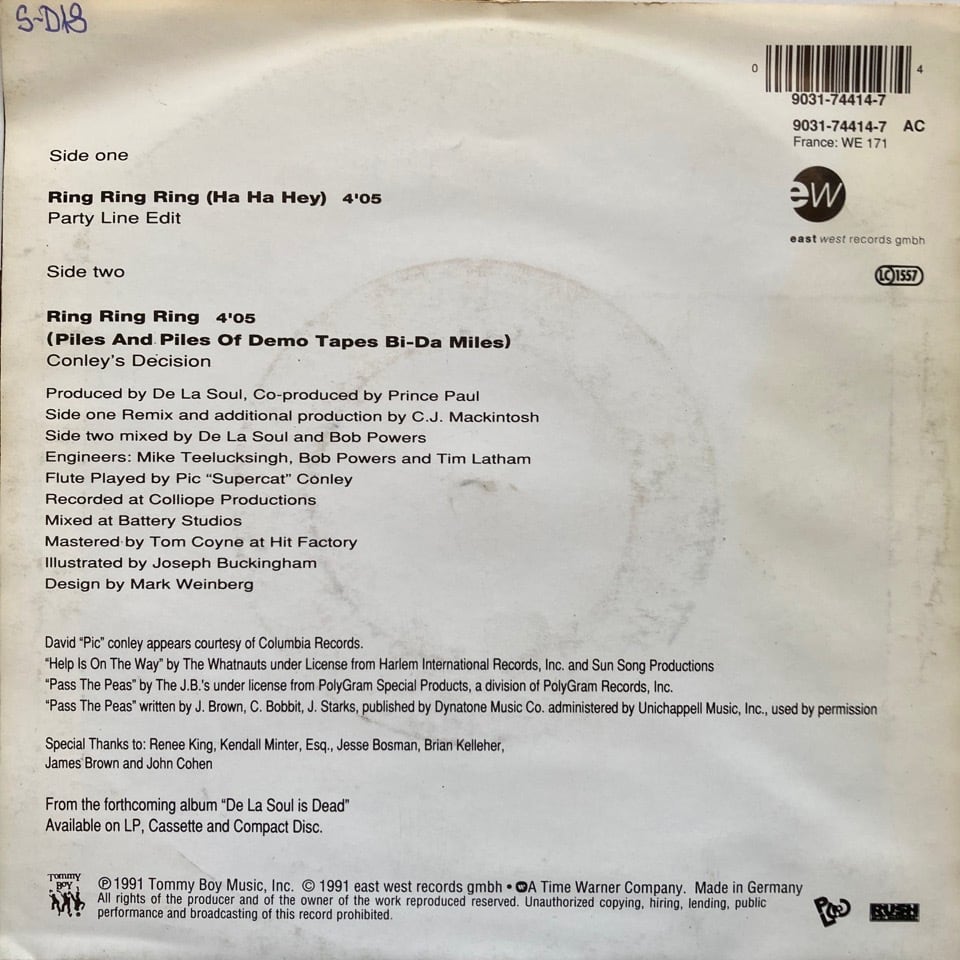 S-D18
0 4
9031-74414-7
9031-74414-7 AC
France: WE 171
ew
east west records gmbh
LC 1557
Side one
Ring Ring Ring (Ha Ha Hey) 4'05
Party Line Edit
Side two
Ring Ring Ring 4'05
(Piles And Piles Of Demo Tapes Bi-Da Miles)
Conley's Decision
Produced by De La Soul, Co-produced by Prince Paul
Side one Remix and additional production by C.J. Mackintosh
Side two mixed by De La Soul and Bob Powers
Engineers: Mike Teelucksingh, Bob Powers and Tim Latham
Flute Played by Pic “Supercat” Conley
Recorded at Colliope Productions
Mixed at Battery Studios
Mastered by Tom Coyne at Hit Factory
Illustrated by Joseph Buckingham
Design by Mark Weinberg
David “Pic” conley appears courtesy of Columbia Records.
“Help Is On The Way” by The Whatnauts under License from Harlem International Records, Inc. and Sun Song Productions
“Pass The Peas” by The J.B.'s under license from PolyGram Special Products, a division of PolyGram Records, Inc.
“Pass The Peas” written by J. Brown, C. Bobbit, J. Starks, published by Dynatone Music Co. administered by Unichappell Music, Inc., used by permission
Special Thanks to: Renee King, Kendall Minter, Esq., Jesse Bosman, Brian Kelleher,
James Brown and John Cohen
From the forthcoming album “De La Soul is Dead”
Available on LP, Cassette and Compact Disc.
Tommy
Boy
℗ 1991 Tommy Boy Music, Inc. © 1991 east west records gmbh • A Time Warner Company. Made in Germany
All rights of the producer and of the owner of the work reproduced reserved. Unauthorized copying, hiring, lending, public
performance and broadcasting of this record prohibited.
RUSH